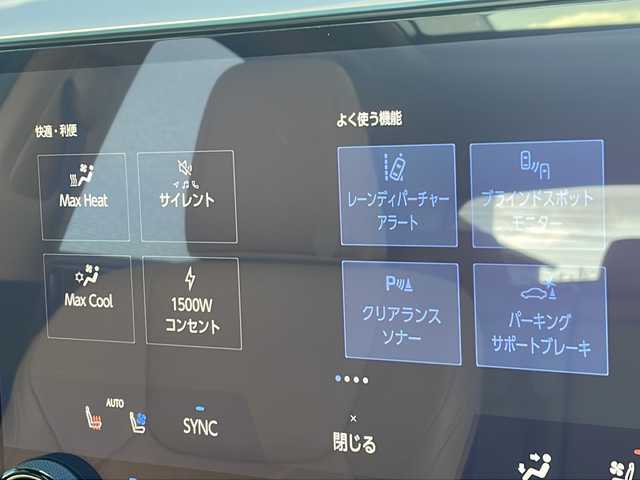 快適・利便
よく使う機能
Max Heat
サイレント
レーンディパーチャー
アラート
ブラインドスポット
モニター
Max Cool
1500W
コンセント
P
クリアランス
ソナー
パーキング
サポートブレーキ
AUTO
SYNC
×
閉じる